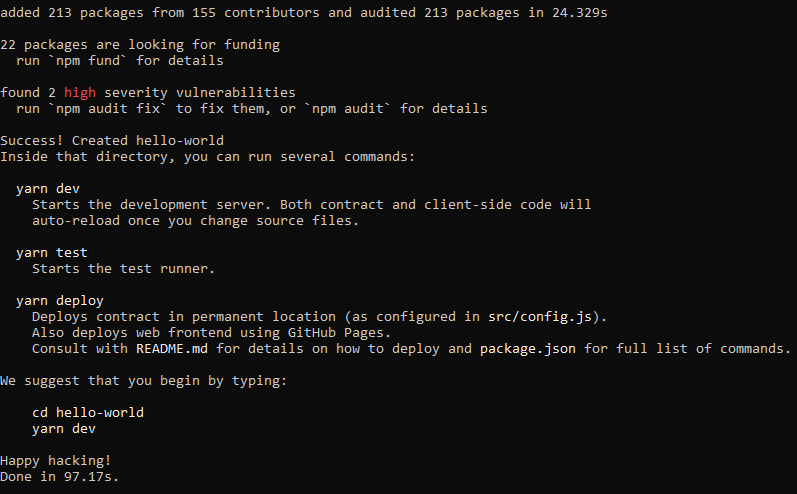 added 213 packages from 155 contributors and audited 213 packages in 24.329s
22 packages are looking for funding
run `npm fund` for details
found 2 high severity vulnerabilities
run `npm audit fix` to fix them, or `npm audit` for details
Success! Created hello-world
Inside that directory, you can run several commands:
yarn dev
Starts the development server. Both contract and client-side code will
auto-reload once you change source files.
yarn test
Starts the test runner.
yarn deploy
Deploys contract in permanent location (as configured in src/config.js).
Also deploys web frontend using GitHub Pages.
Consult with README.md for details on how to deploy and package.json for full list of commands.
We suggest that you begin by typing:
cd hello-world
yarn dev
Happy hacking!
Done in 97.17s.